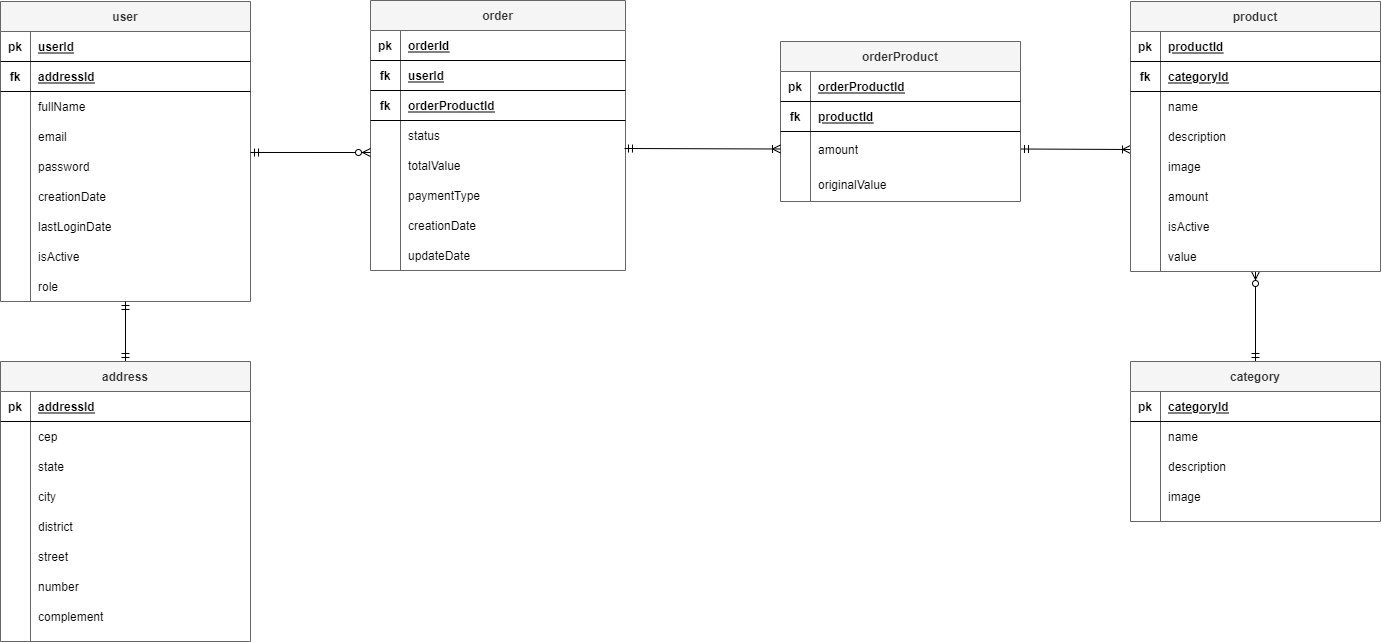 user
pk userId
fk addressId
fullName
email
password
creationDate
lastLoginDate
isActive
role
order
pk orderId
fk userId
fk orderProductId
status
totalValue
paymentType
creationDate
updateDate
orderProduct
pk orderProductId
fk productId
amount
originalValue
product
pk productId
fk categoryId
name
description
image
amount
isActive
value
address
pk addressId
cep
state
city
district
street
number
complement
category
pk categoryId
name
description
image